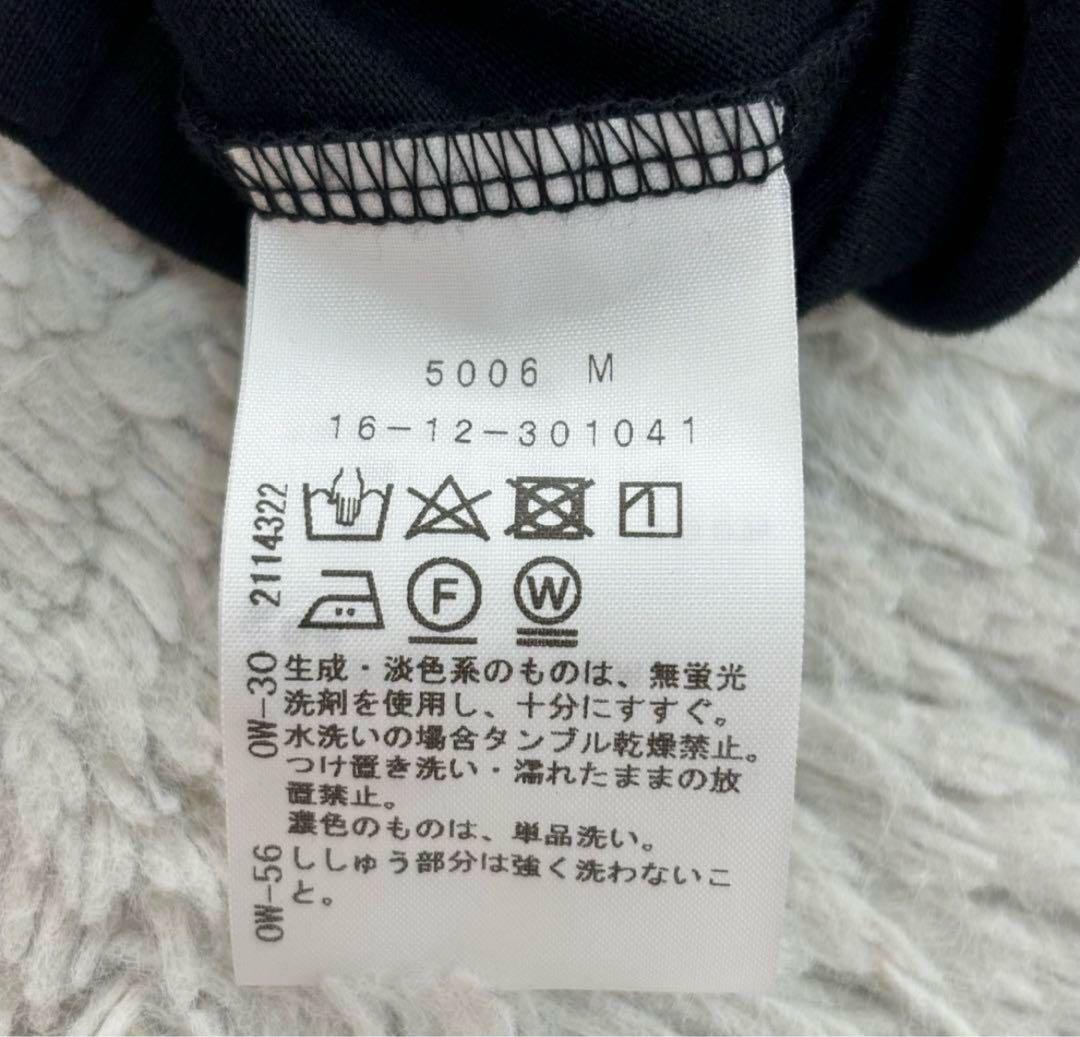 5006 M
16-12-301041
2114322
F W
OW-30
生成・淡色系のものは、無蛍光
洗剤を使用し、十分にすすぐ。
水洗いの場合タンブル乾燥禁止。
つけ置き洗い・濡れたままの放
置禁止。
濃色のものは、単品洗い。
OW-56
ししゅう部分は強く洗わないこ
と。